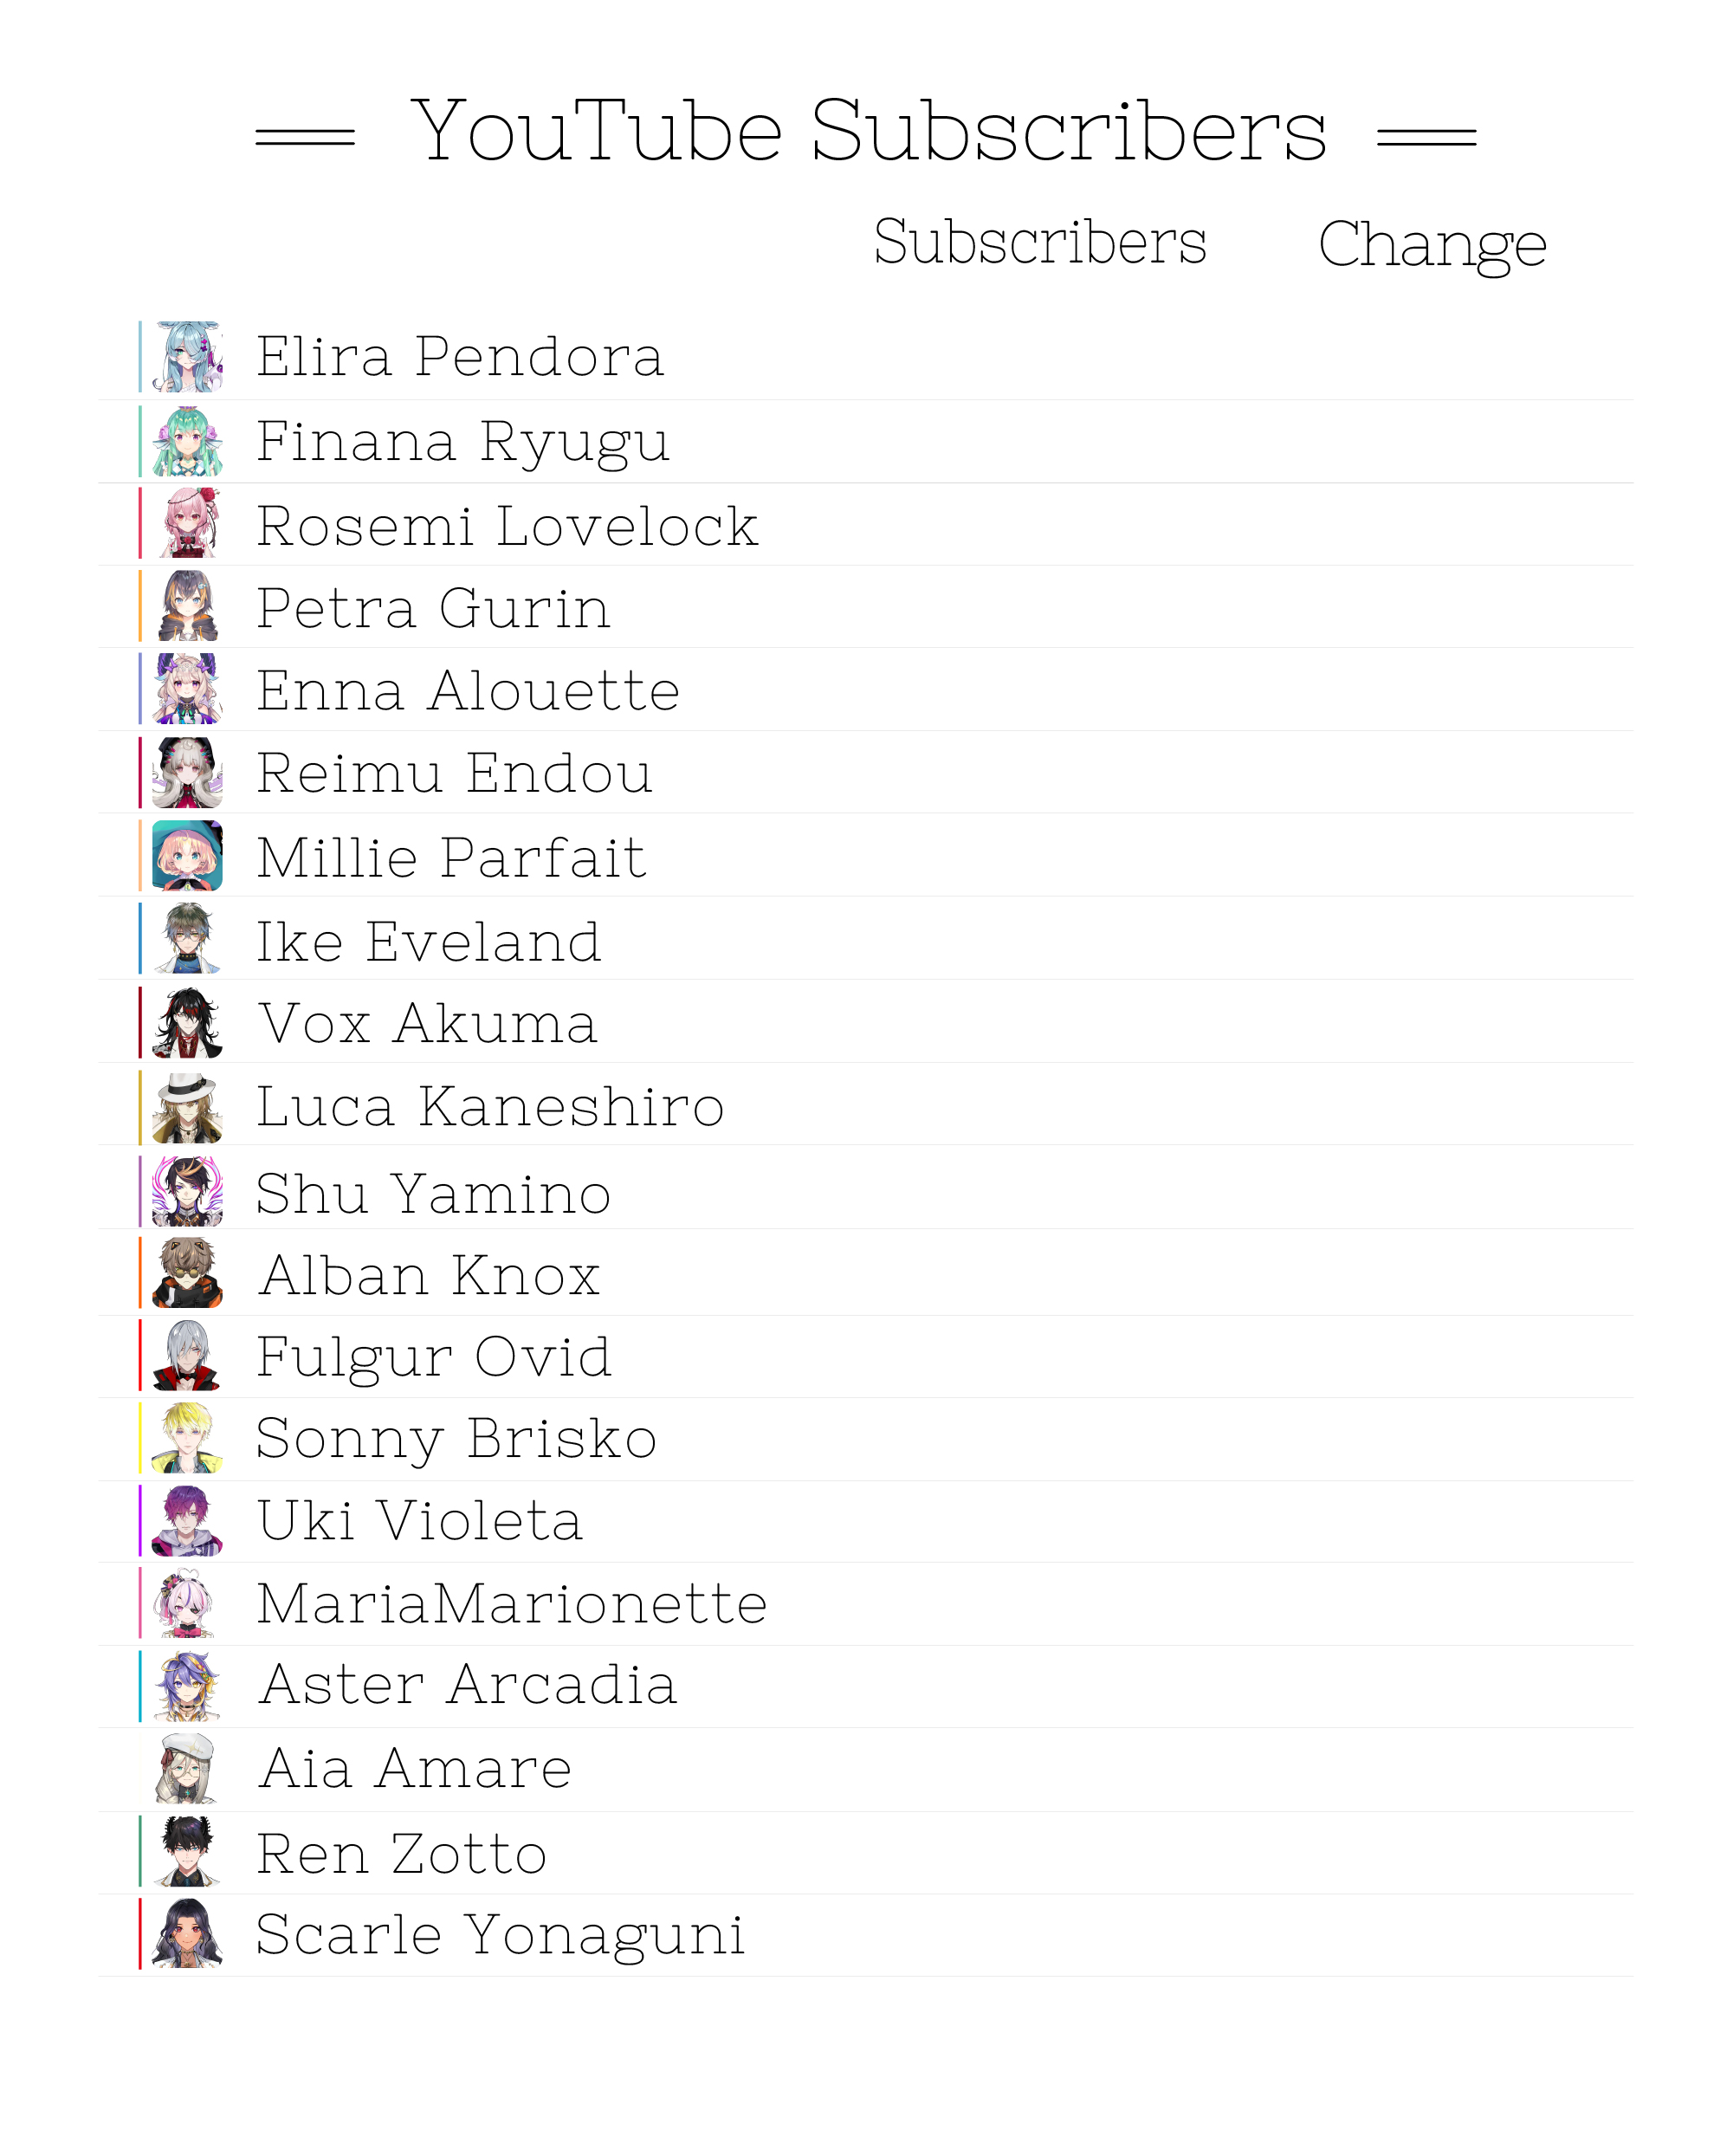 YouTube Subscribers
Subscribers Change
Elira Pendora
Finana Ryugu
Rosemi Lovelock
Petra Gurin
Enna Alouette
Reimu Endou
Millie Parfait
Ike Eveland
Vox Akuma
Luca Kaneshiro
Shu Yamino
Alban Knox
Fulgur Ovid
Sonny Brisko
Uki Violeta
MariaMarionette
Aster Arcadia
Aia Amare
Ren Zotto
Scarle Yonaguni